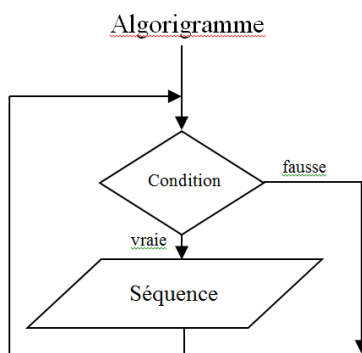 Algorigramme
Condition
fausse
vraie
Séquence